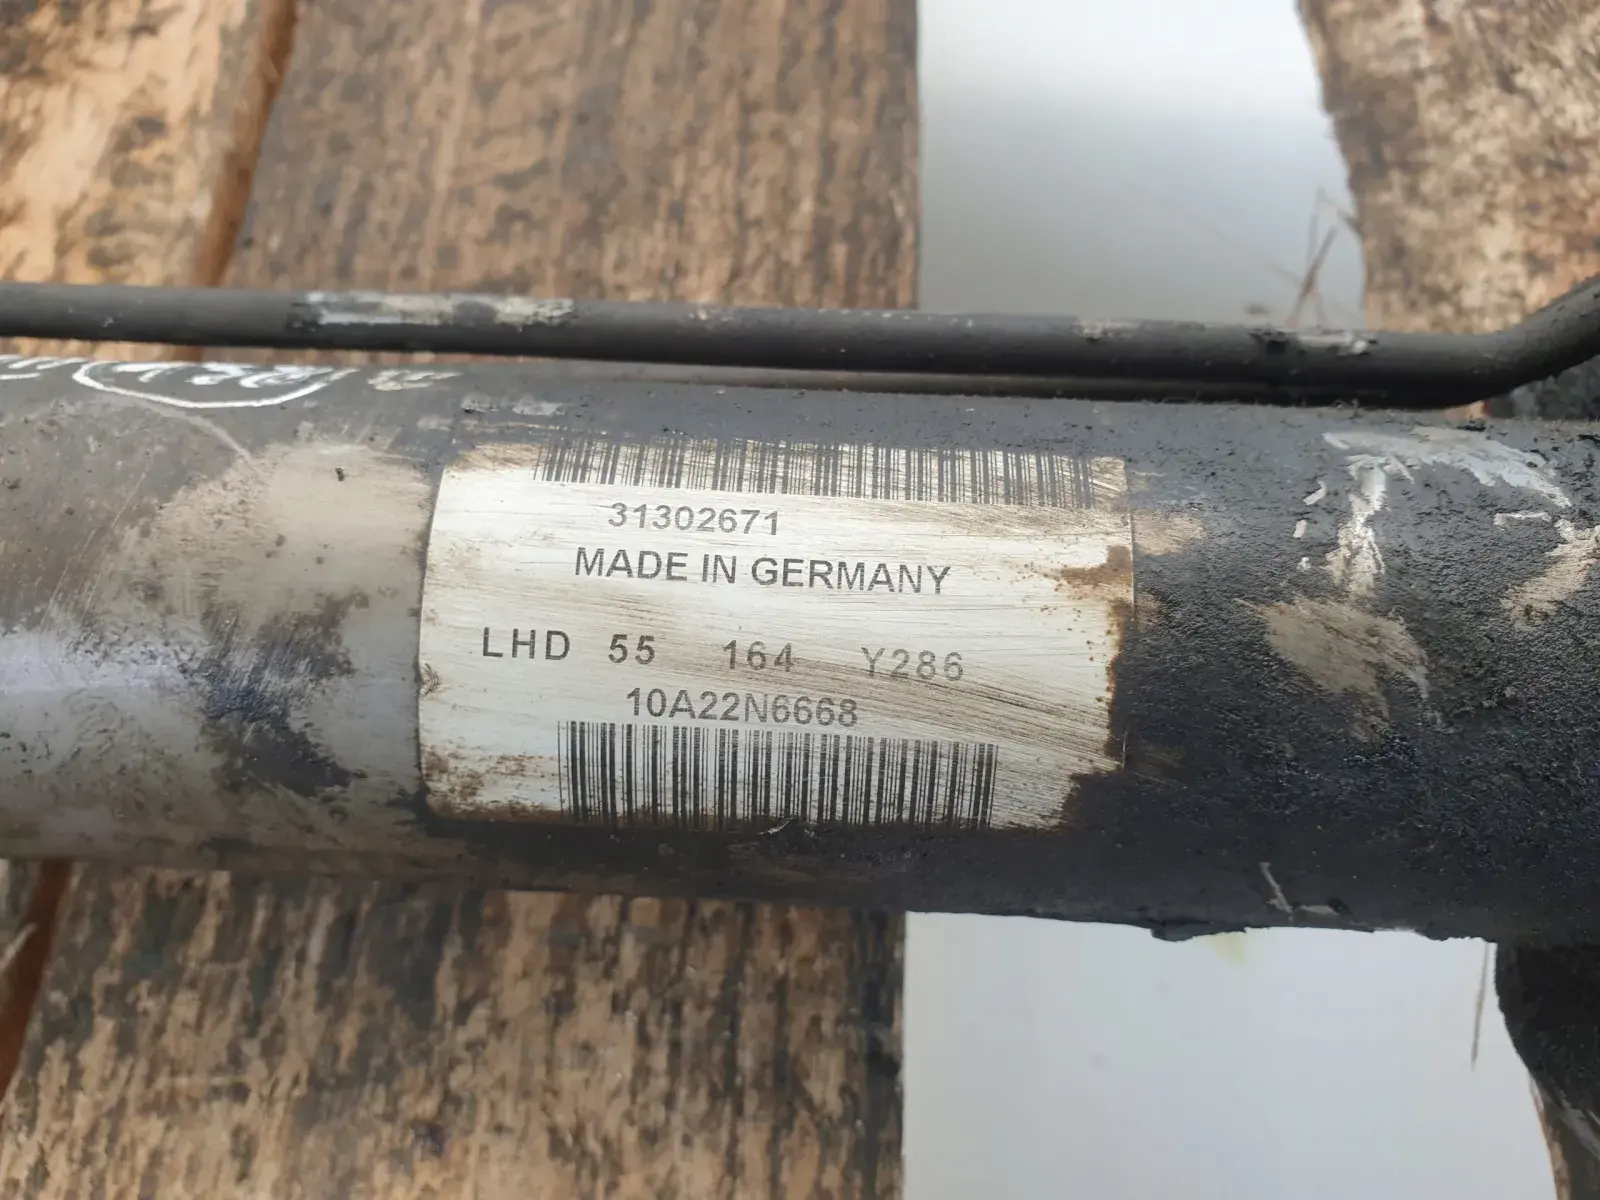 31302671
MADE IN GERMANY
LHD 55 164 Y286
10A22N6668